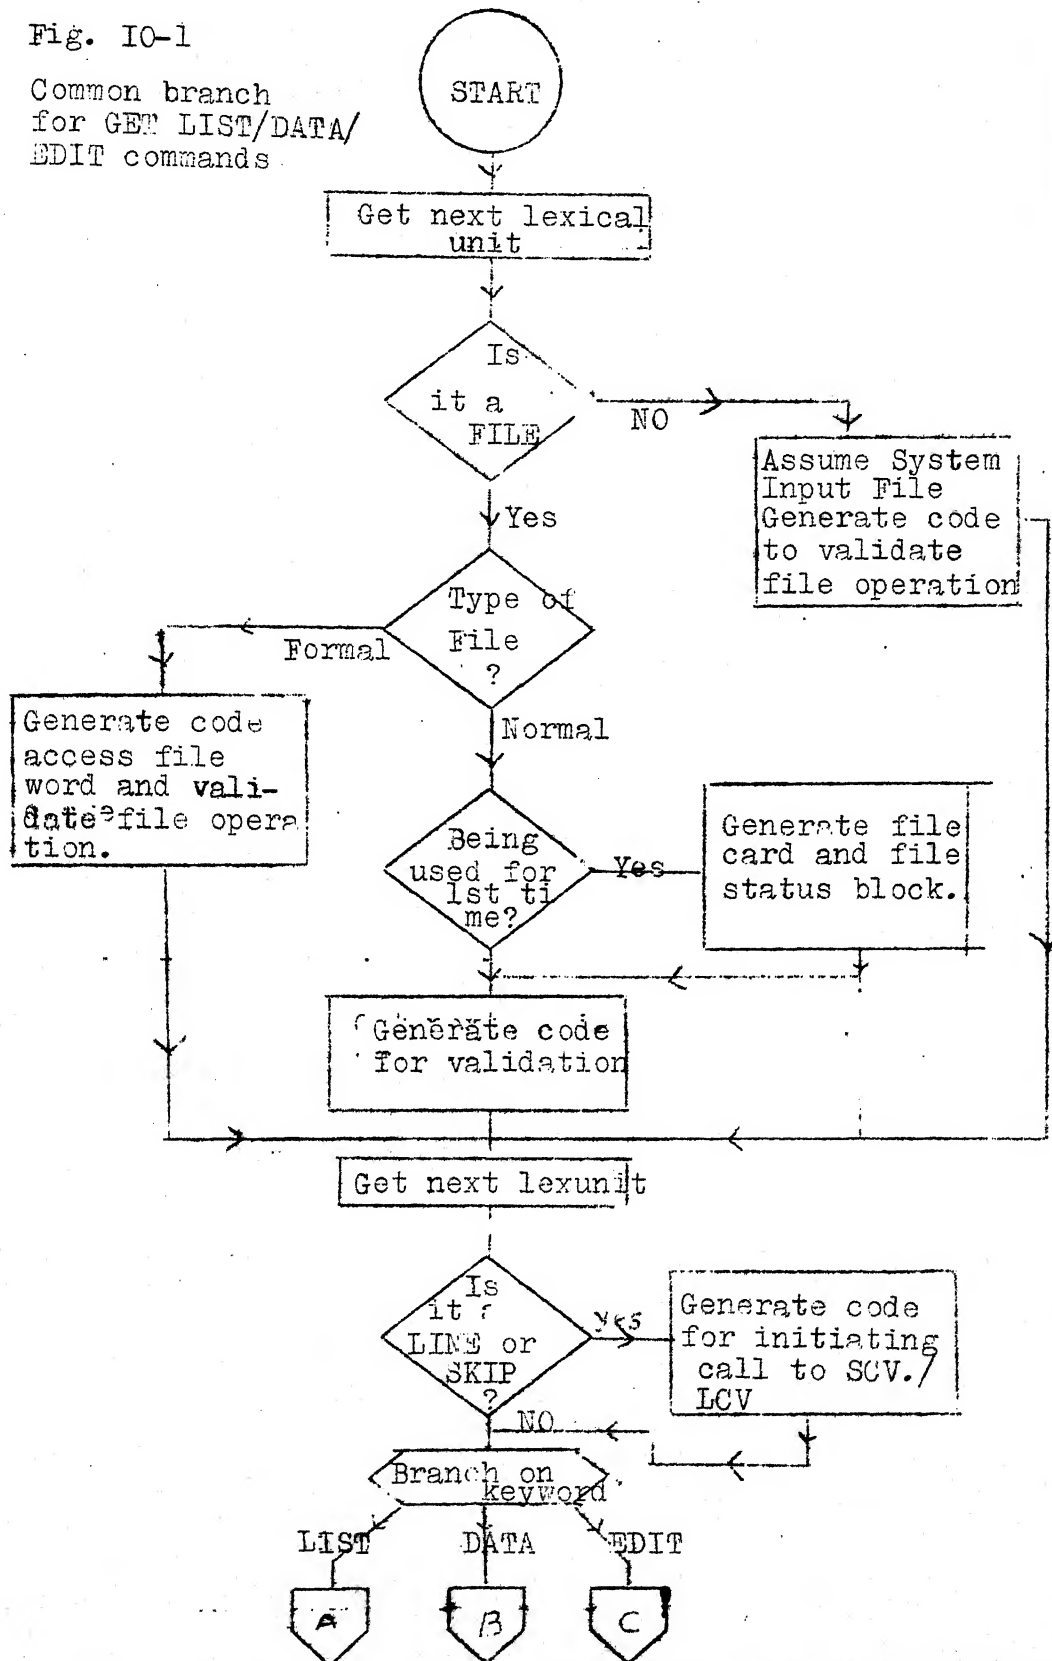 Fig. IO-1
Common branch
for GET LIST/DATA/
EDIT commands
START
Get next lexical
unit
Is
it a
FILE
NO
Assume System
Input File
Generate code
to validate
file operation
Yes
Type of
File
?
Formal
Generate code
access file
word and vali-
date file opera
tion.
Normal
Being
used for
1st ti
me?
Yes
Generate file
card and file
status block.
Generate code
for validation
Get next lexunit
Is
it
LINE or
SKIP
?
yes
Generate code
for initiating
call to SCV./
LCV
NO
Branch on
keyword
LIST
DATA
EDIT
A
B
C